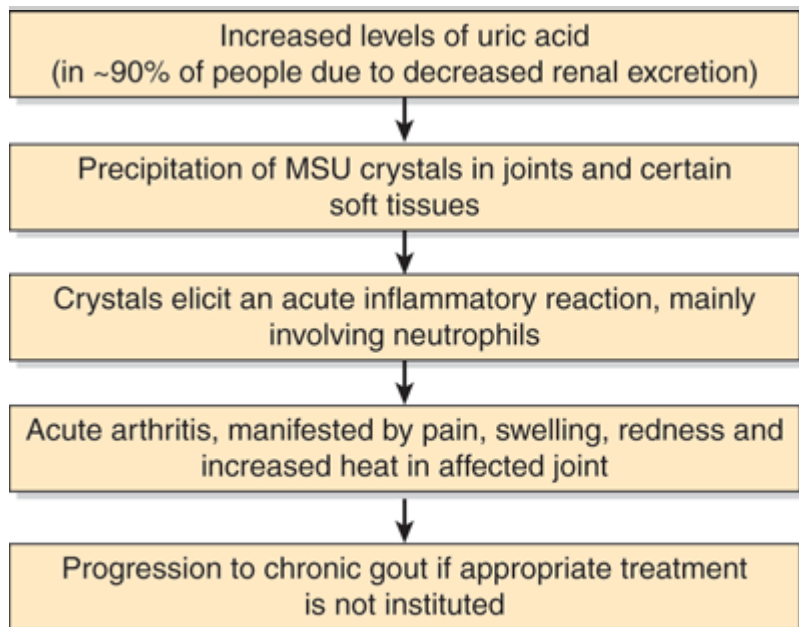 Increased levels of uric acid
(in ~90% of people due to decreased renal excretion)
Precipitation of MSU crystals in joints and certain
soft tissues
Crystals elicit an acute inflammatory reaction, mainly
involving neutrophils
Acute arthritis, manifested by pain, swelling, redness and
increased heat in affected joint
Progression to chronic gout if appropriate treatment
is not instituted